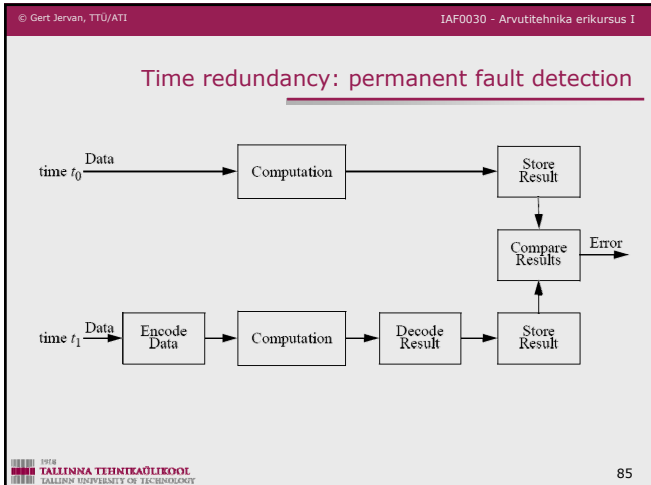 © Gert Jervan, TTÜ/ATI
IAF0030 - Arvutitehnika erikursus I
Time redundancy: permanent fault detection
time t0
Data
Computation
Store
Result
Compare
Results
Error
time t1
Data
Encode
Data
Computation
Decode
Result
Store
Result
1918
TALLINNA TEHNIKAÜLIKOOL
TALLINN UNIVERSITY OF TECHNOLOGY
85